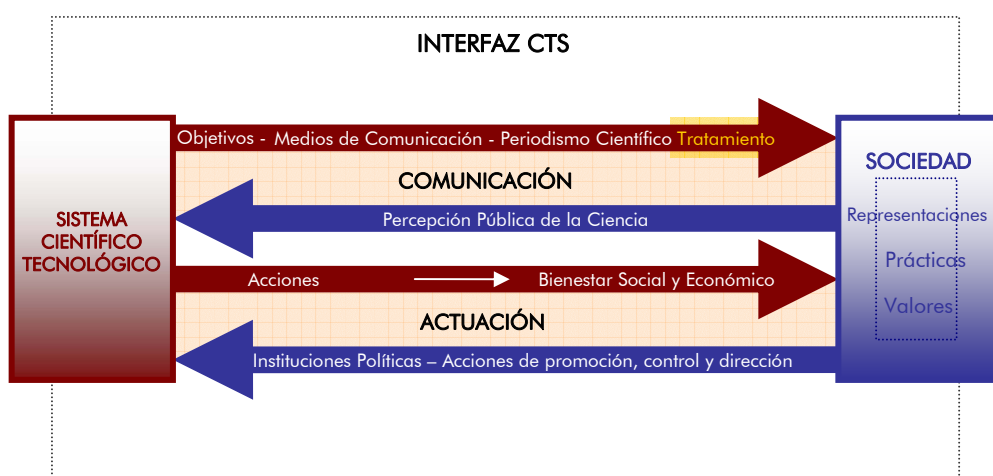 INTERFAZ CTS
Objetivos - Medios de Comunicación - Periodismo Científico Tratamiento
COMUNICACIÓN
Percepción Pública de la Ciencia
SISTEMA
CIENTÍFICO
TECNOLÓGICO
Acciones
Bienestar Social y Económico
ACTUACIÓN
Instituciones Políticas – Acciones de promoción, control y dirección
SOCIEDAD
Representaciones
Prácticas
Valores